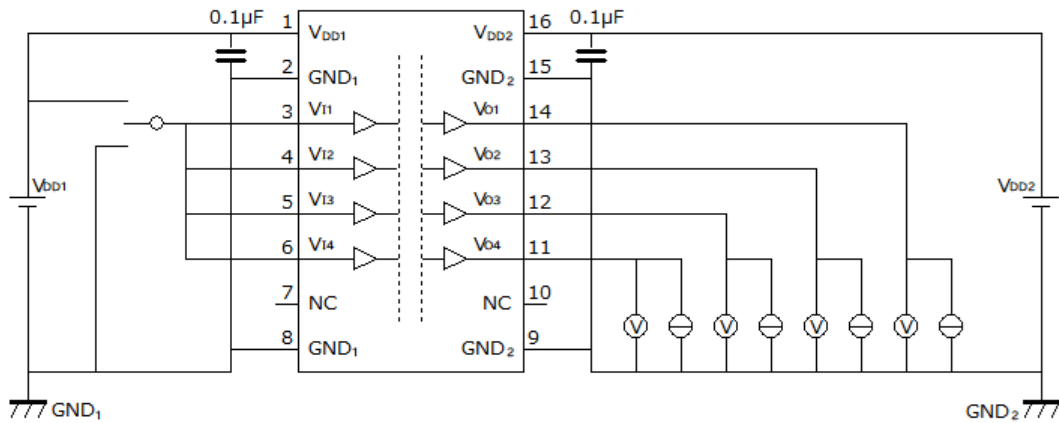 0.1μF
1
VDD1
VDD2
16
0.1μF
2
GND1
GND2
15
3
VI1
VO1
14
4
VI2
VO2
13
VDD1
VDD2
5
VI3
VO3
12
6
VI4
VO4
11
7
NC
NC
10
V
V
V
V
8
GND1
GND2
9
GND1
GND2